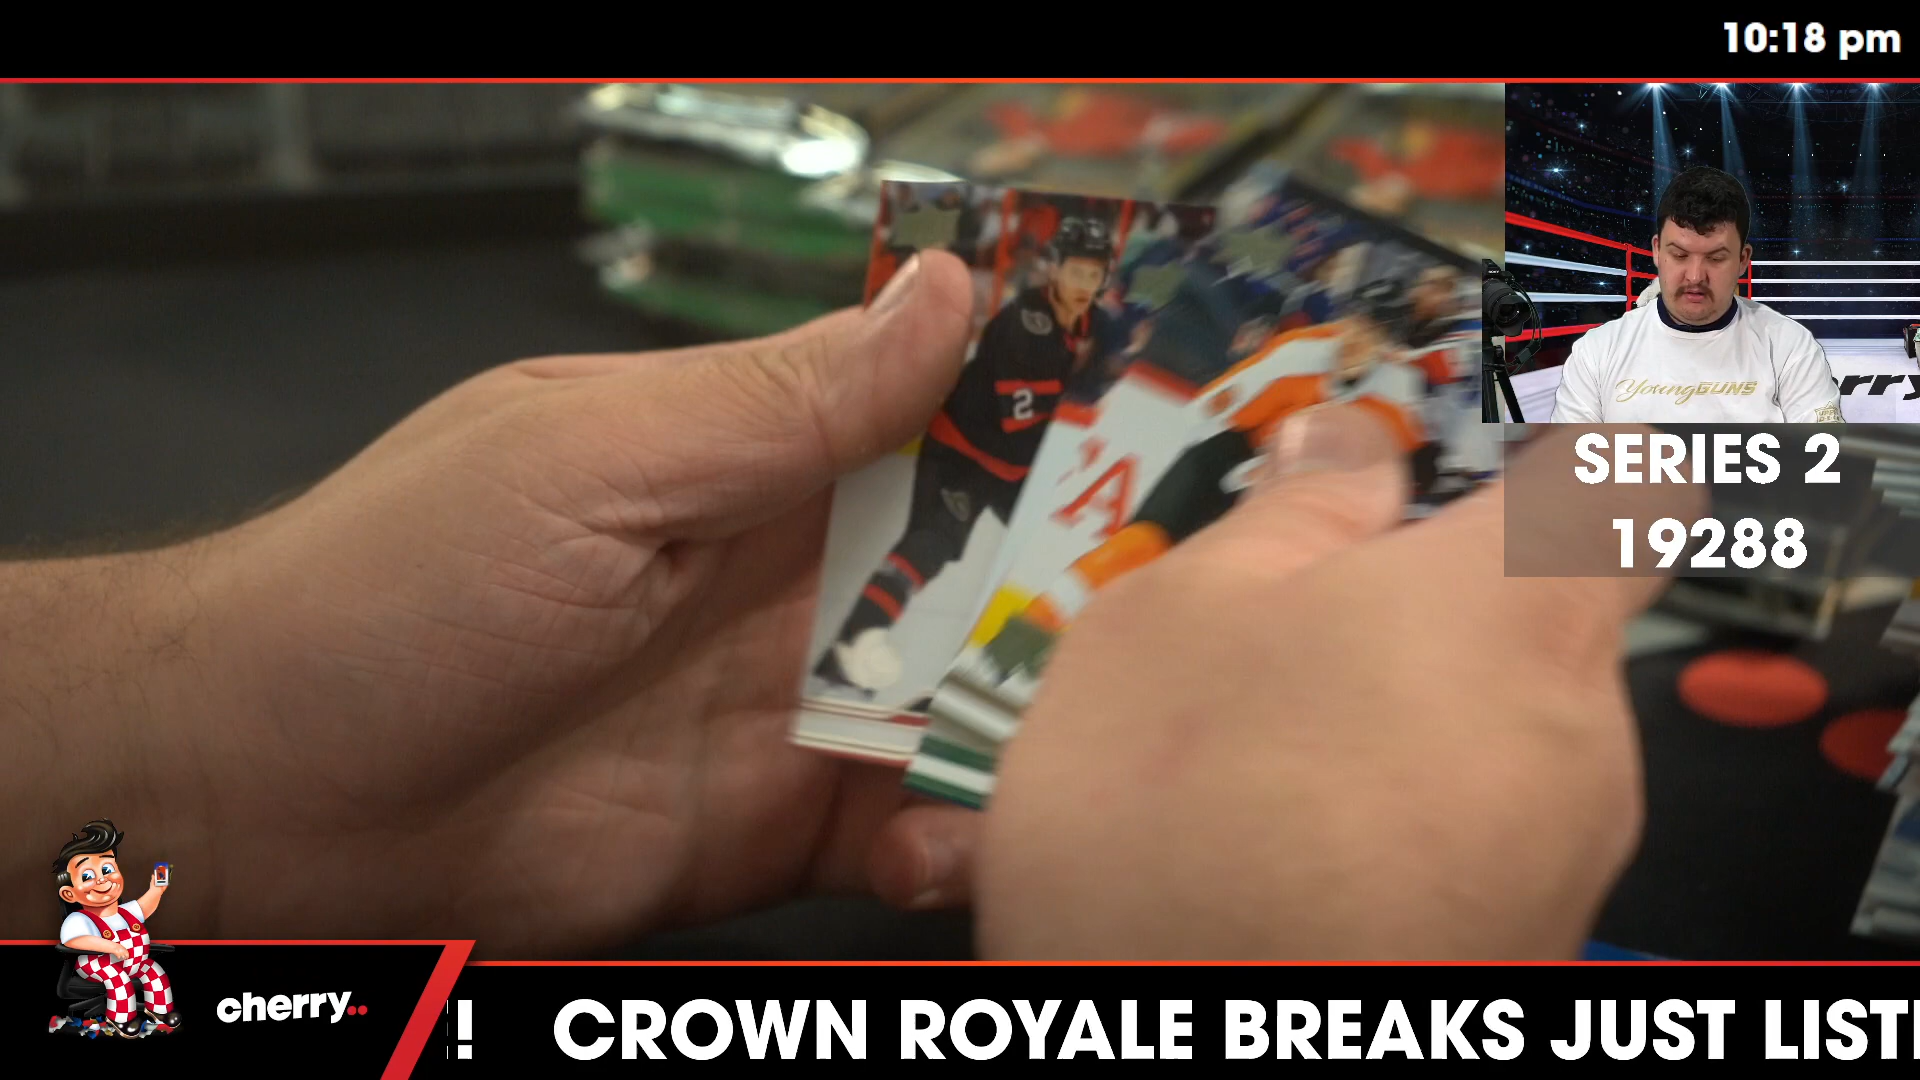 10:18 pm
2
A
YoungGUNS
SERIES 2
19288
cherry..
! CROWN ROYALE BREAKS JUST LIST